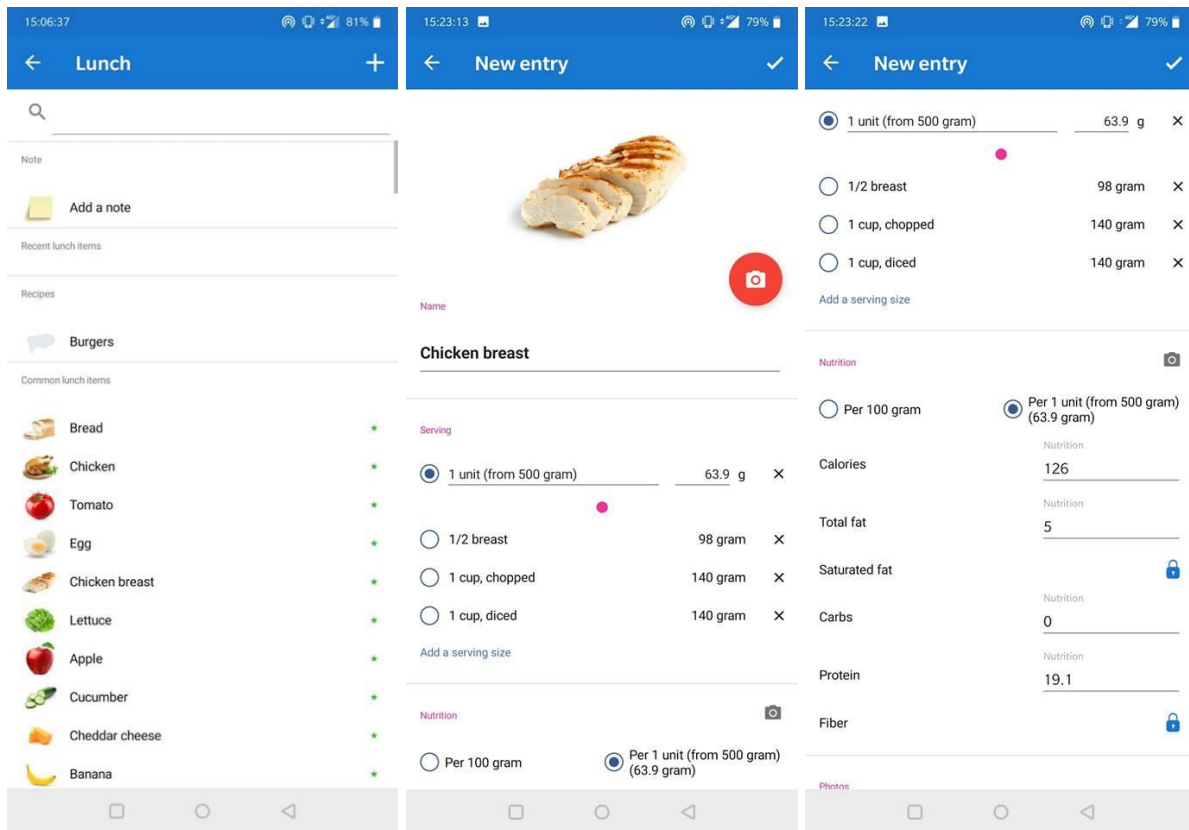 15:06:37
81%
Lunch
Note
Add a note
Recent lunch items
Recipes
Burgers
Common lunch items
Bread
Chicken
Tomato
Egg
Chicken breast
Lettuce
Apple
Cucumber
Cheddar cheese
Banana
15:23:13
79%
New entry
Name
Chicken breast
Serving
1 unit (from 500 gram) 63.9 g
1/2 breast 98 gram
1 cup, chopped 140 gram
1 cup, diced 140 gram
Add a serving size
Nutrition
Per 100 gram
Per 1 unit (from 500 gram)
(63.9 gram)
15:23:22
79%
New entry
1 unit (from 500 gram) 63.9 g
1/2 breast 98 gram
1 cup, chopped 140 gram
1 cup, diced 140 gram
Add a serving size
Nutrition
Per 100 gram
Per 1 unit (from 500 gram)
(63.9 gram)
Nutrition
Calories 126
Nutrition
Total fat 5
Saturated fat
Nutrition
Carbs 0
Nutrition
Protein 19.1
Fiber
Photos